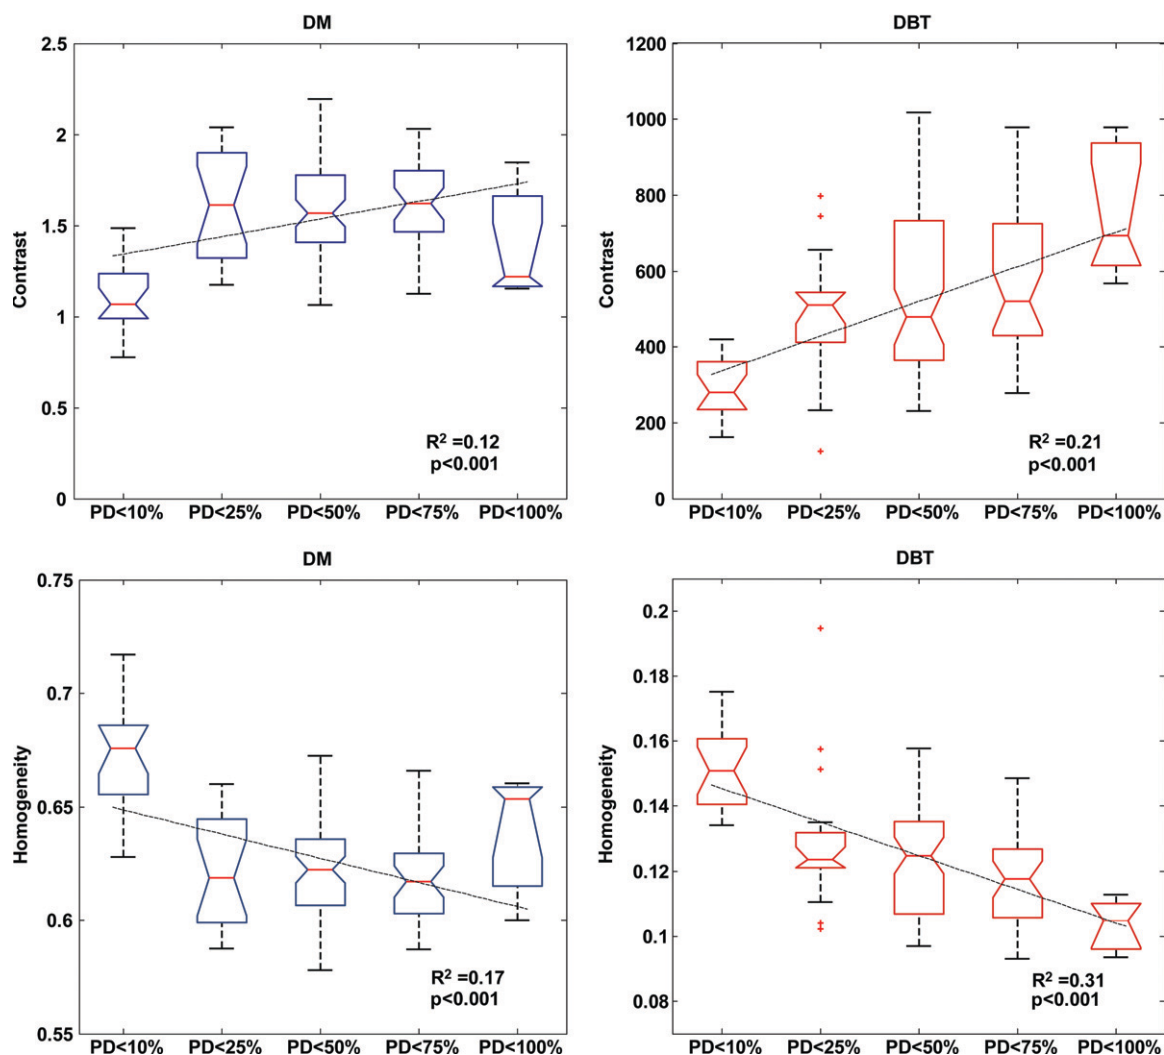 DM
2.5
2
1.5
1
0.5
0
Contrast
R² =0.12
p<0.001
PD<10% PD<25% PD<50% PD<75% PD<100%
DBT
1200
1000
800
600
400
200
0
Contrast
R² =0.21
p<0.001
PD<10% PD<25% PD<50% PD<75% PD<100%
DM
0.75
0.7
0.65
0.6
0.55
Homogeneity
R² =0.17
p<0.001
PD<10% PD<25% PD<50% PD<75% PD<100%
DBT
0.2
0.18
0.16
0.14
0.12
0.1
0.08
Homogeneity
R² =0.31
p<0.001
PD<10% PD<25% PD<50% PD<75% PD<100%